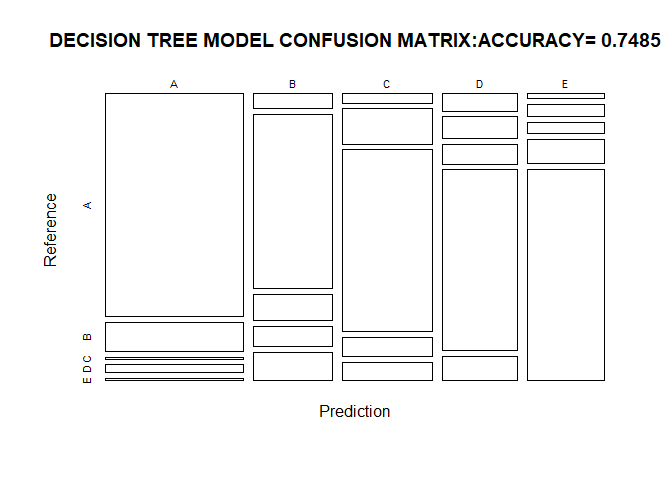 DECISION TREE MODEL CONFUSION MATRIX:ACCURACY= 0.7485
A B C D E
Reference
A
B
C
D
E
Prediction